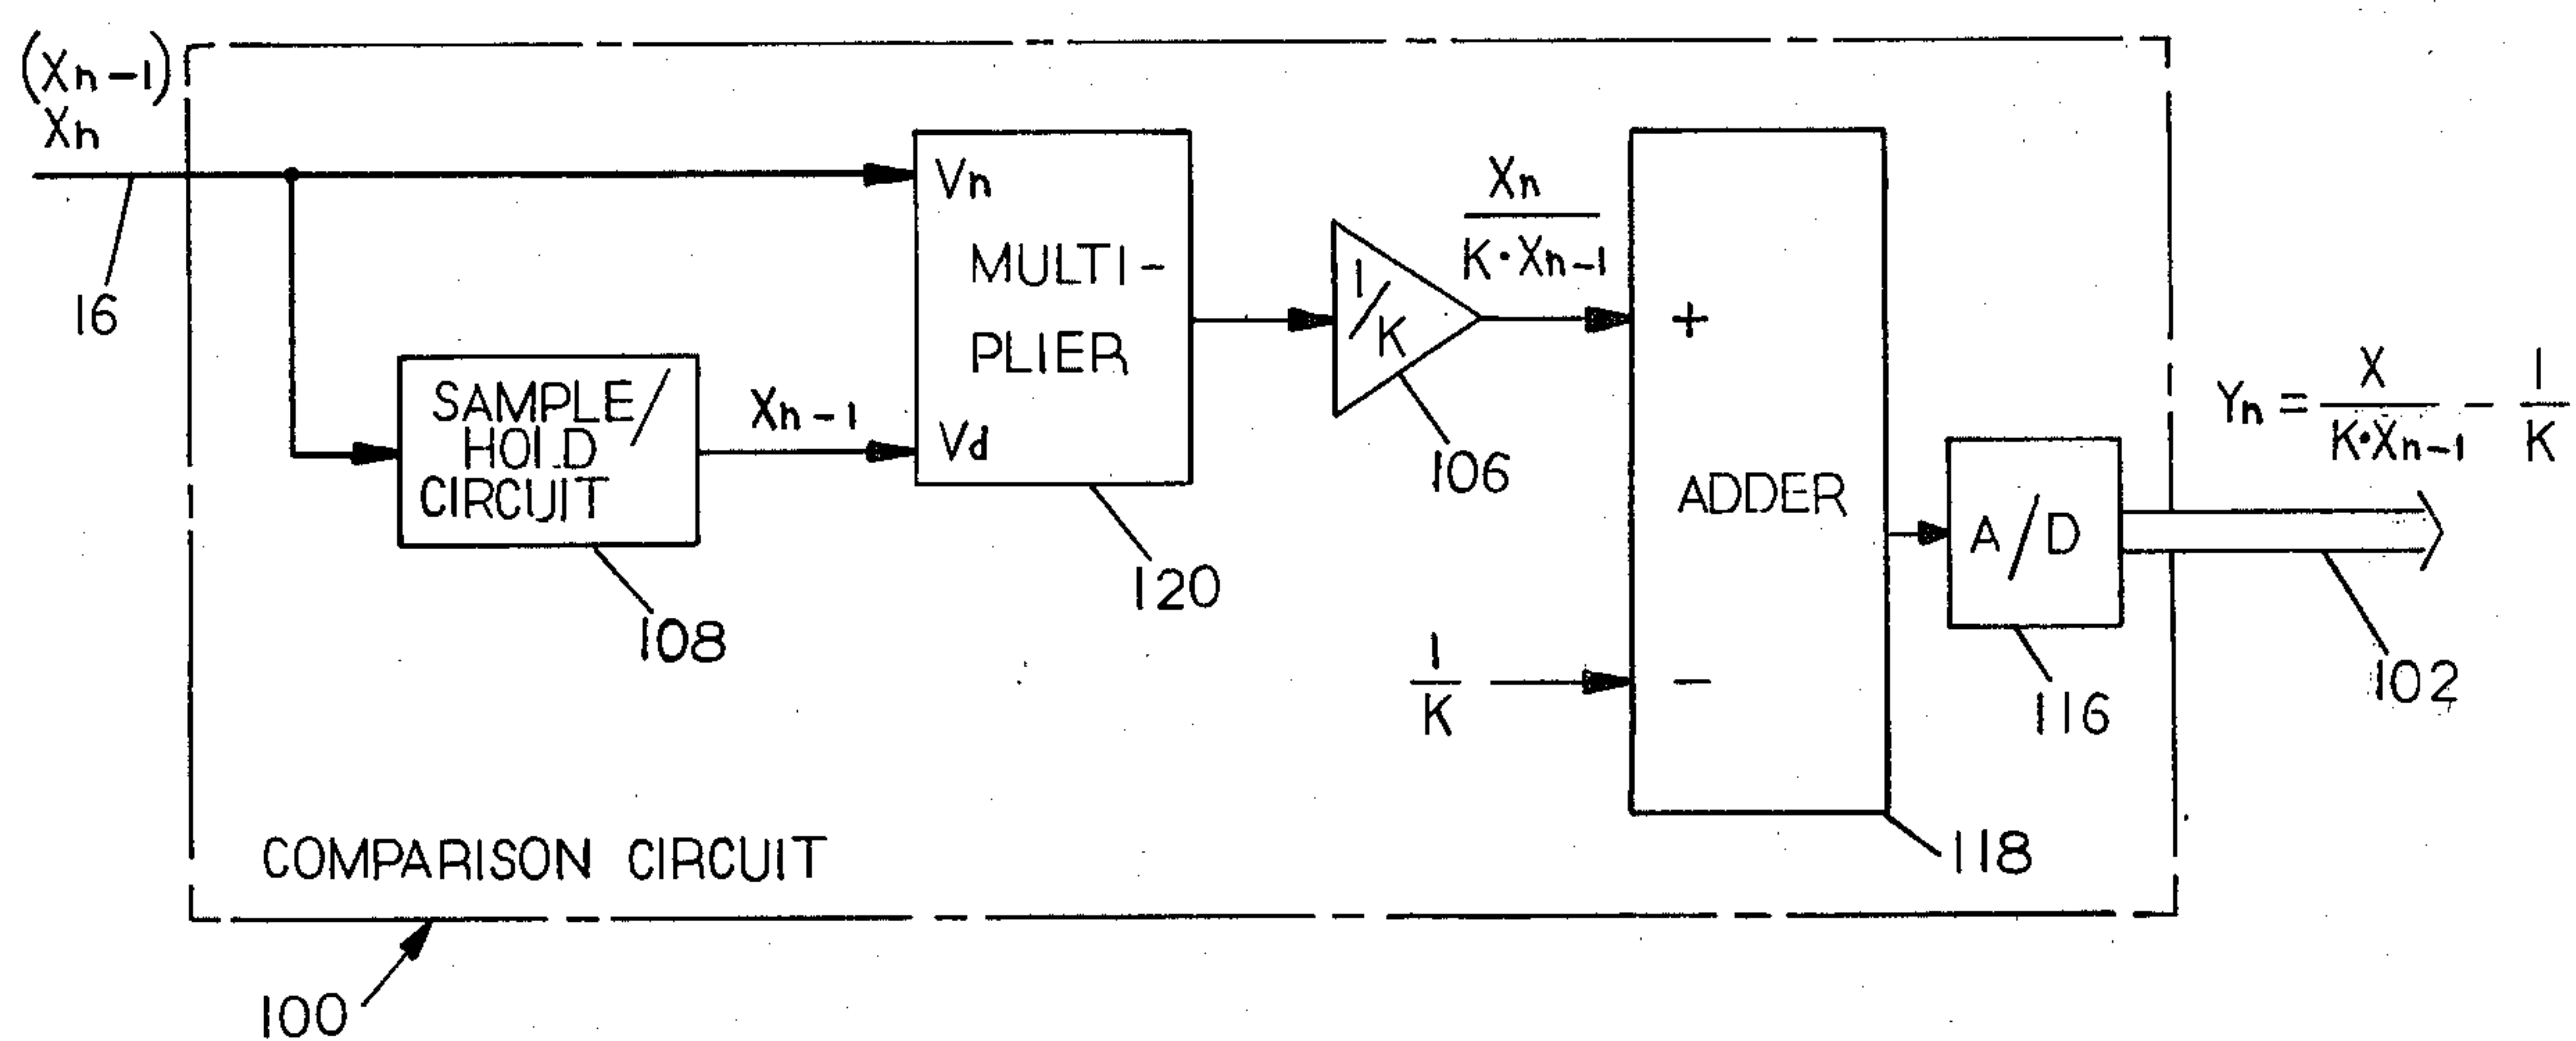 (Xn-1)
Xn
16
SAMPLE/
HOLD
CIRCUIT
108
Xn-1
Vn
MULTI-
PLIER
Vd
120
1/K
106
Xn
K·Xn-1
+
ADDER
1
K
-
118
A/D
116
Yn = X/K·Xn-1 - 1/K
102
COMPARISON CIRCUIT
100